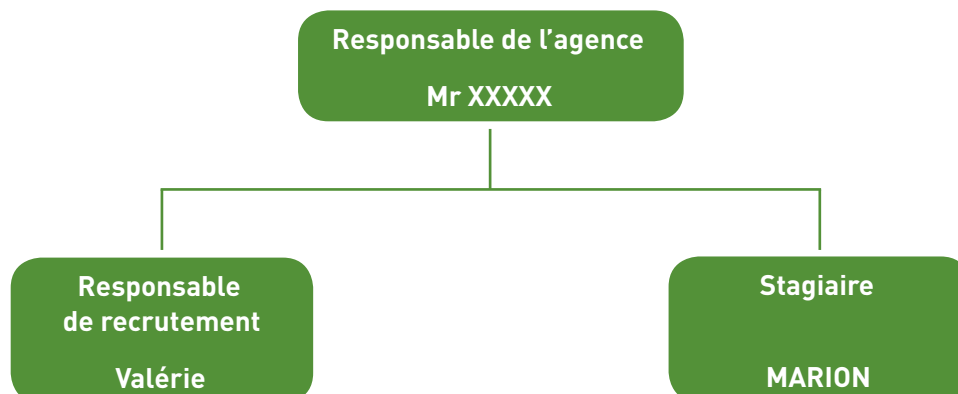 Responsable de l’agence
Mr XXXXX
Responsable
de recrutement
Valérie
Stagiaire
MARION